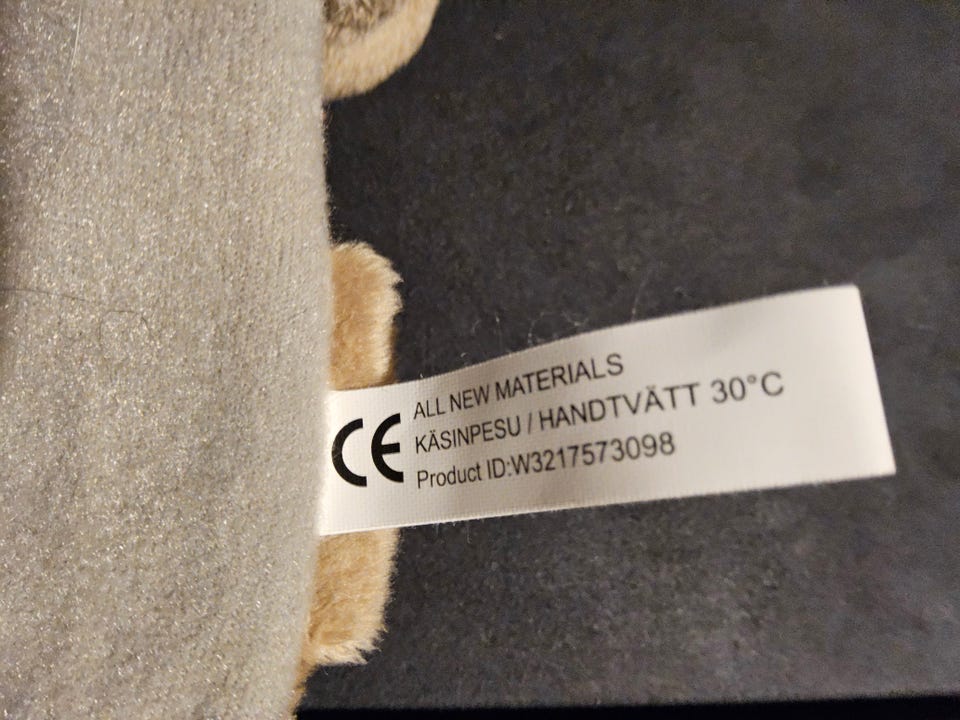 CE
ALL NEW MATERIALS
KÄSINPESU / HANDTVÄTT 30°C
Product ID:W3217573098